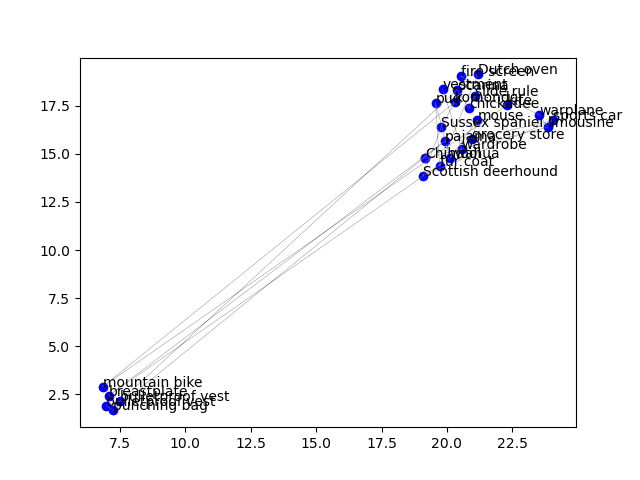 Dutch oven
fire screen
vestment
slide rule
chickadee
warplane
sports car
limousine
mouse
Sussex spaniel
grocery store
pajama
wardrobe
Chihuahua
fur coat
Scottish deerhound
mountain bike
breastplate
bulletproof vest
bulletproof vest
punching bag
17.5
15.0
12.5
10.0
7.5
5.0
2.5
7.5
10.0
12.5
15.0
17.5
20.0
22.5